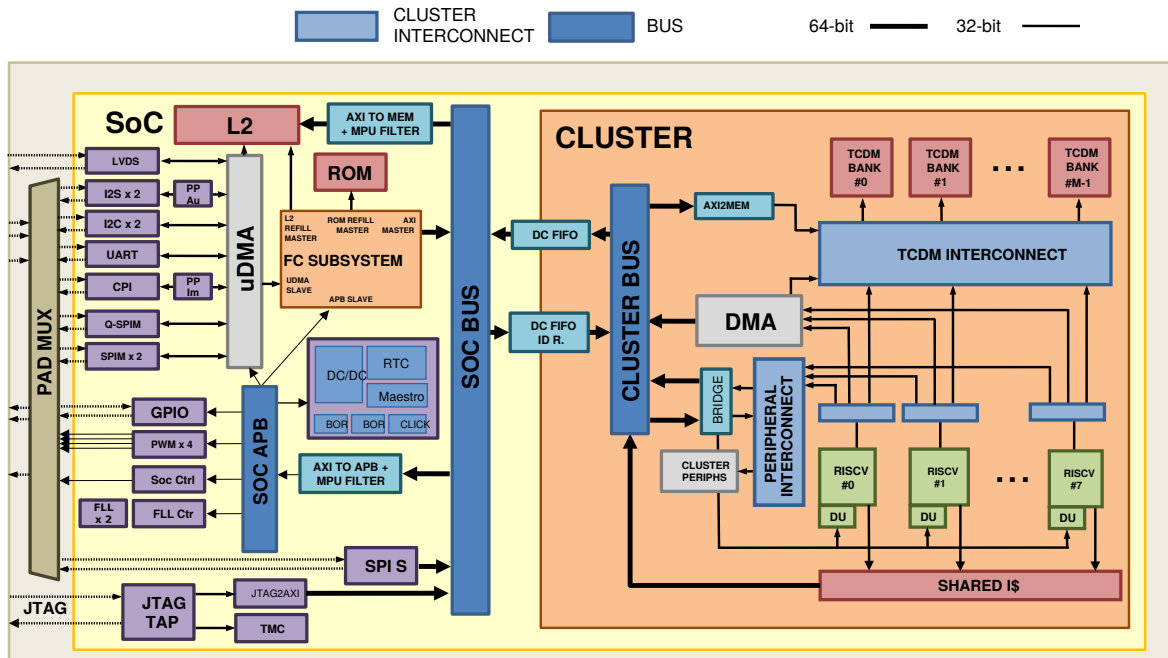 CLUSTER
INTERCONNECT
BUS
64-bit
32-bit
SoC
L2
AXI TO MEM
+ MPU FILTER
CLUSTER
LVDS
I2S x 2
PP
Au
I2C x 2
UART
CPI
PP
Im
Q-SPIM
SPIM x 2
PAD MUX
uDMA
ROM
L2
REFILL
MASTER
ROM REFILL
MASTER
AXI
MASTER
FC SUBSYSTEM
UDMA
SLAVE
APB SLAVE
DC/DC
RTC
Maestro
BOR
BOR
CLICK
GPIO
PWM x 4
Soc Ctrl
FLL
x 2
FLL Ctr
SOC APB
AXI TO APB +
MPU FILTER
SPI S
JTAG
JTAG
TAP
JTAG2AXI
TMC
SOC BUS
DC FIFO
DC FIFO
ID R.
CLUSTER BUS
AXI2MEM
TCDM
BANK
#0
TCDM
BANK
#1
...
TCDM
BANK
#M-1
TCDM INTERCONNECT
DMA
BRIDGE
PERIPHERAL
INTERCONNECT
CLUSTER
PERIPHS
RISCV
#0
DU
RISCV
#1
DU
...
RISCV
#7
DU
SHARED I$